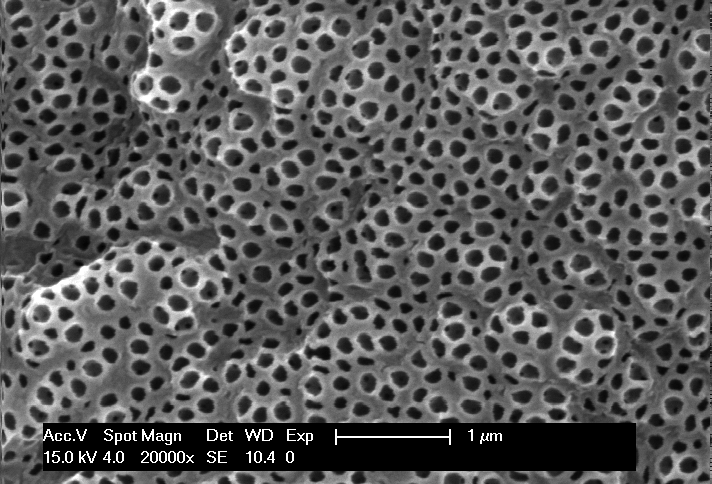 Acc.V Spot Magn Det WD Exp 1 µm
15.0 kV 4.0 20000x SE 10.4 0